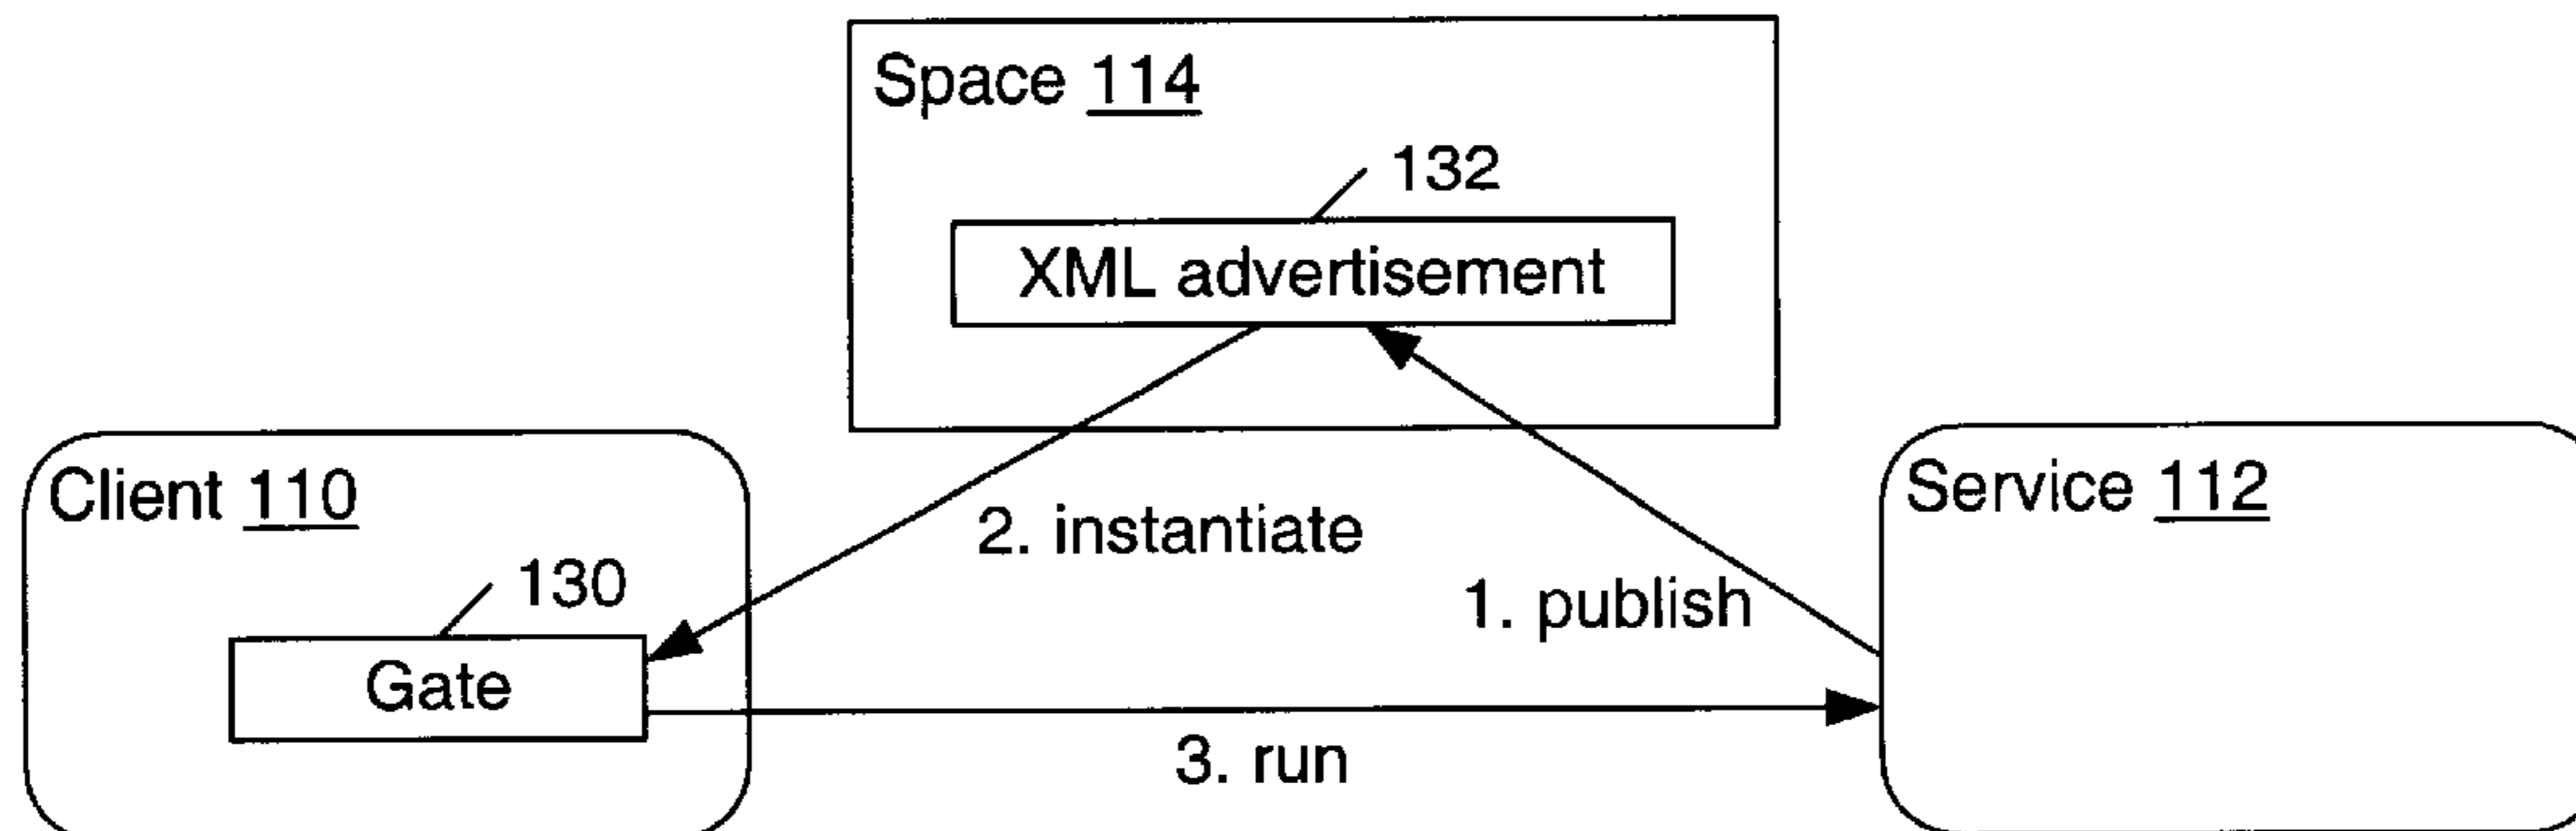 Space 114
132
XML advertisement
Client 110
2. instantiate
Service 112
130
1. publish
Gate
3. run